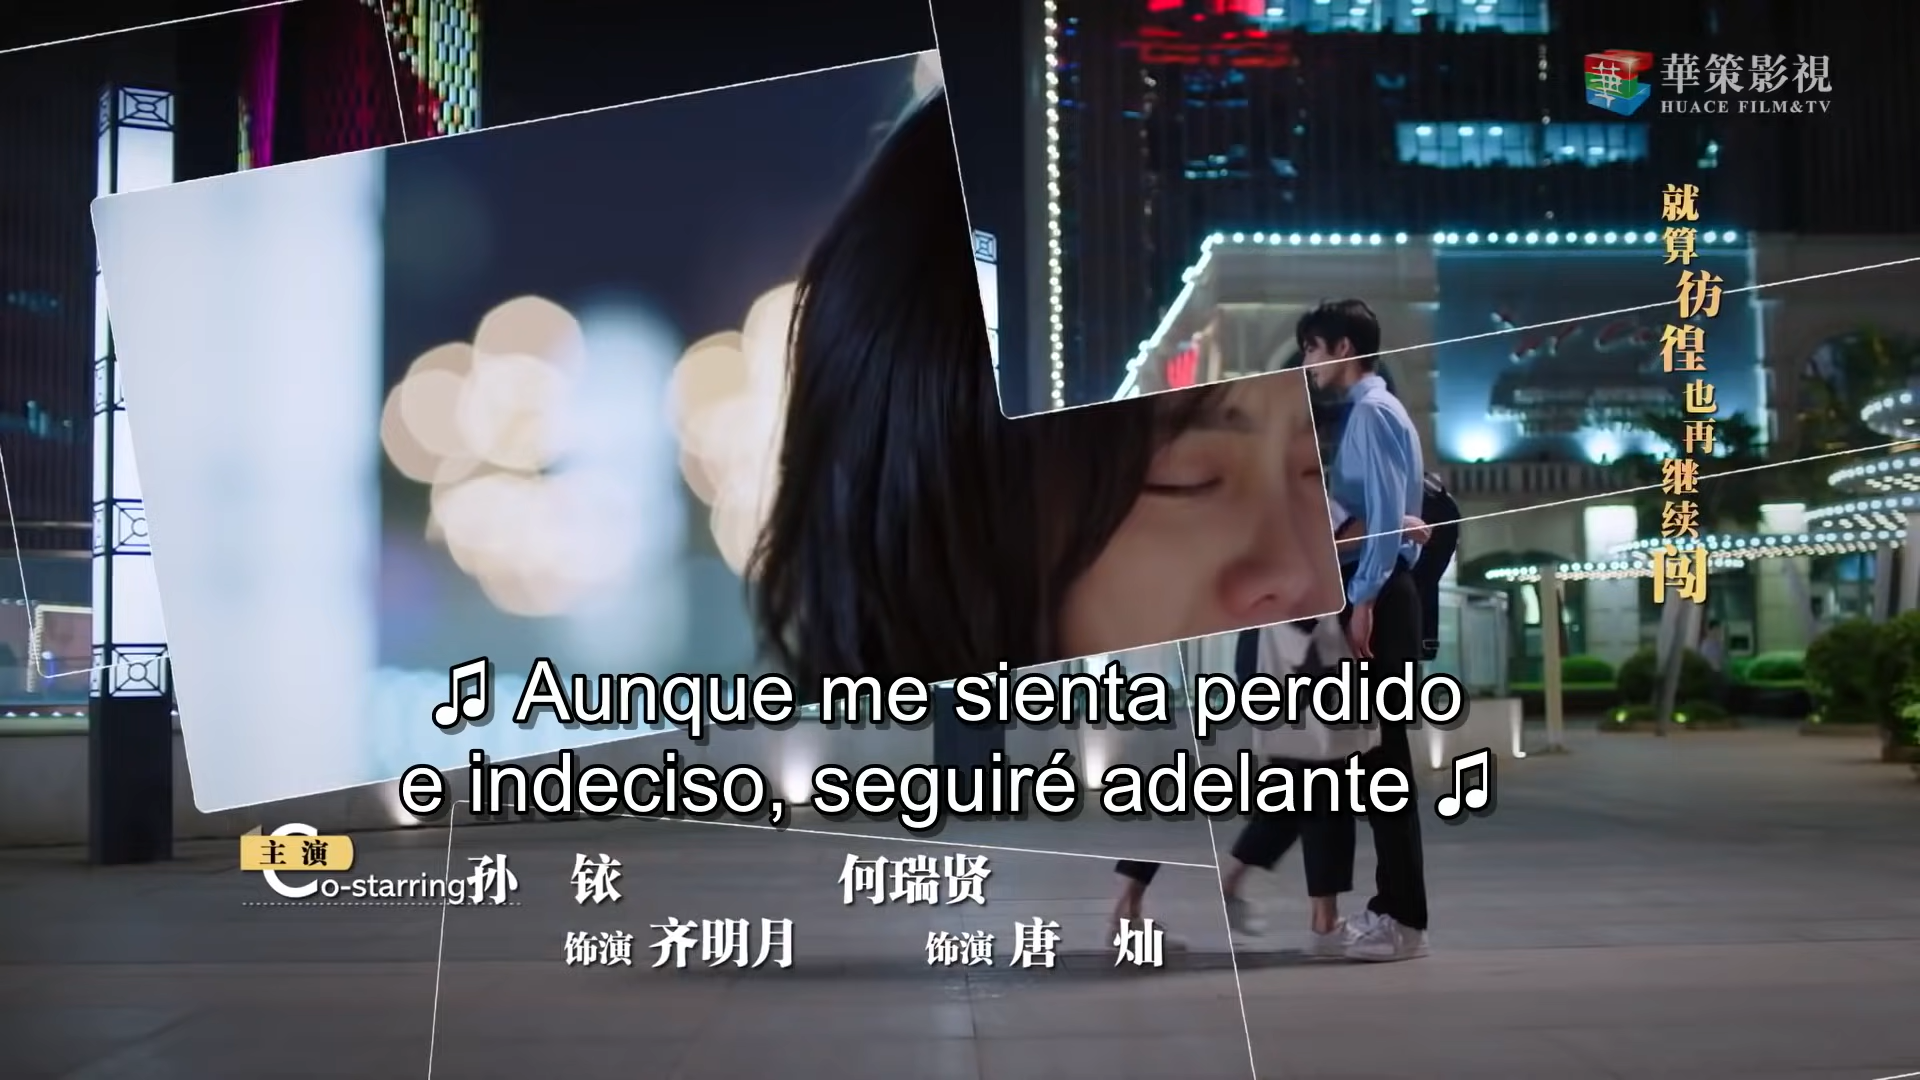 華策影視
HUACE FILM&TV
就算彷徨也再继续闯
♫ Aunque me sienta perdido
e indeciso, seguiré adelante ♫
主演
Co-starring
孙 铱 何瑞贤
饰演 齐明月 饰演 唐 灿